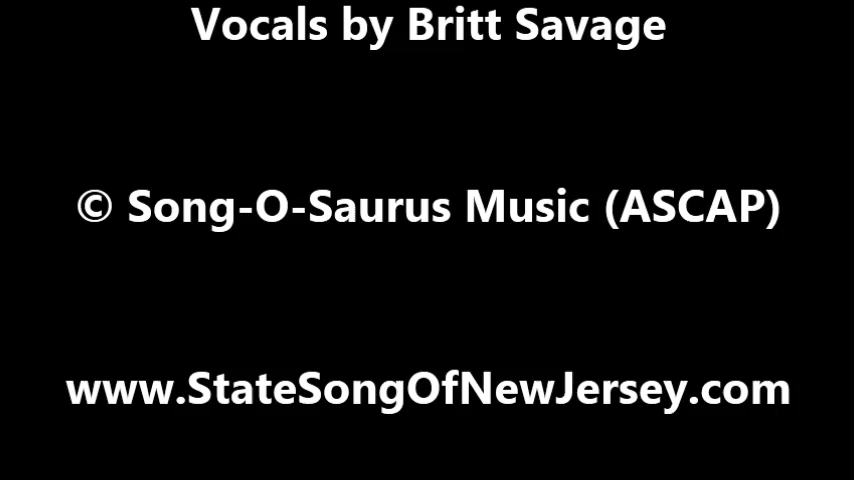 Vocals by Britt Savage
© Song-O-Saurus Music (ASCAP)
www.StateSongOfNewJersey.com